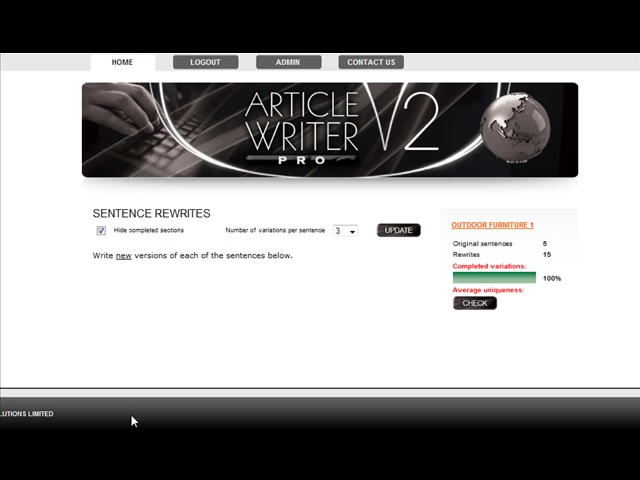 HOME LOGOUT ADMIN CONTACT US
ARTICLE
WRITER V2
PRO
SENTENCE REWRITES
Hide completed sections Number of variations per sentence 3 UPDATE
Write new versions of each of the sentences below.
OUTDOOR FURNITURE 1
Original sentences 5
Rewrites 15
Completed variations:
100%
Average uniqueness:
CHECK
LUTIONS LIMITED